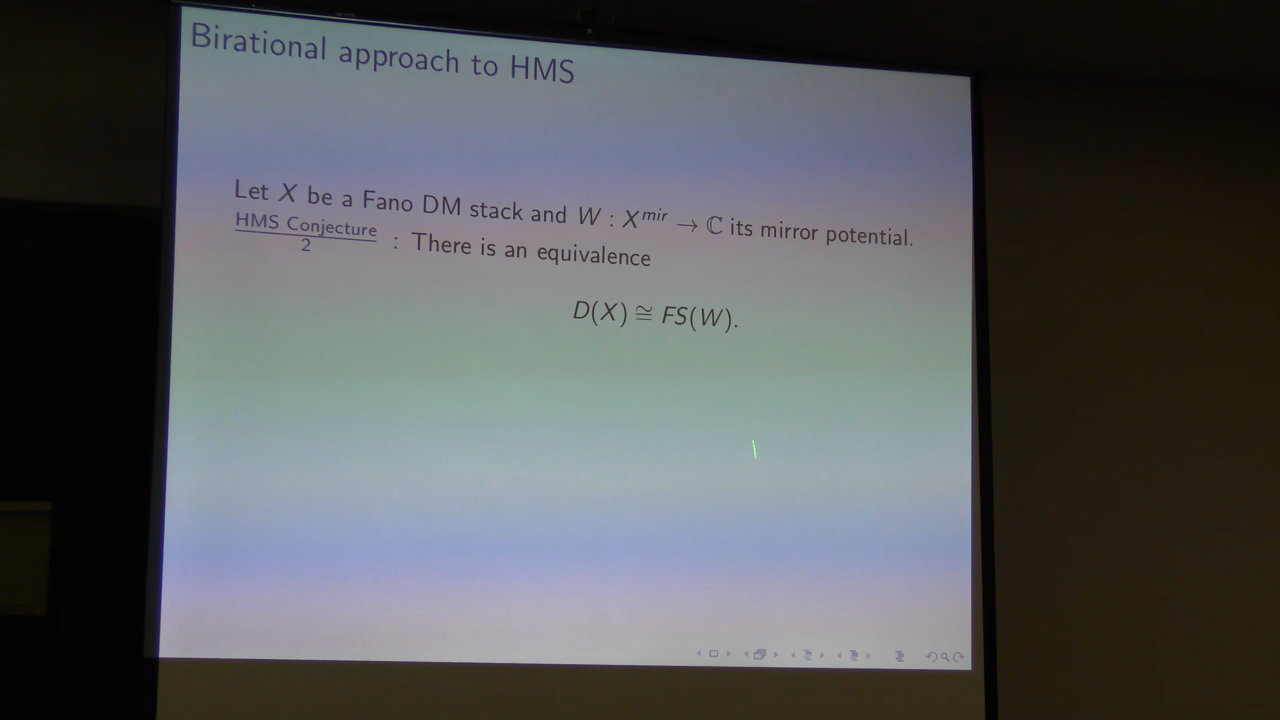 Birational approach to HMS
Let X be a Fano DM stack and W : X^mir → ℂ its mirror potential.
HMS Conjecture / 2 : There is an equivalence
D(X) ≅ FS(W).